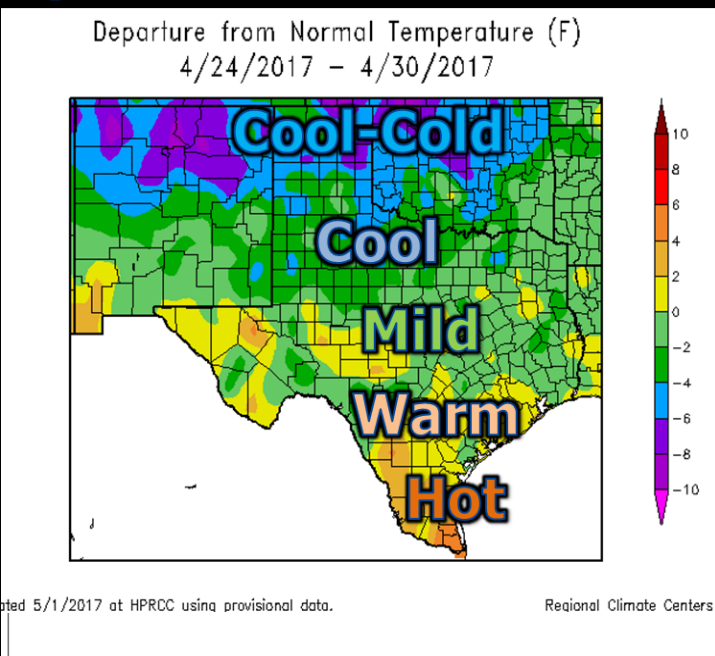 Departure from Normal Temperature (F)
4/24/2017 – 4/30/2017
Cool-Cold
Cool
Mild
Warm
Hot
10
8
6
4
2
0
−2
−4
−6
−8
−10
ated 5/1/2017 at HPRCC using provisional data.
Regional Climate Centers